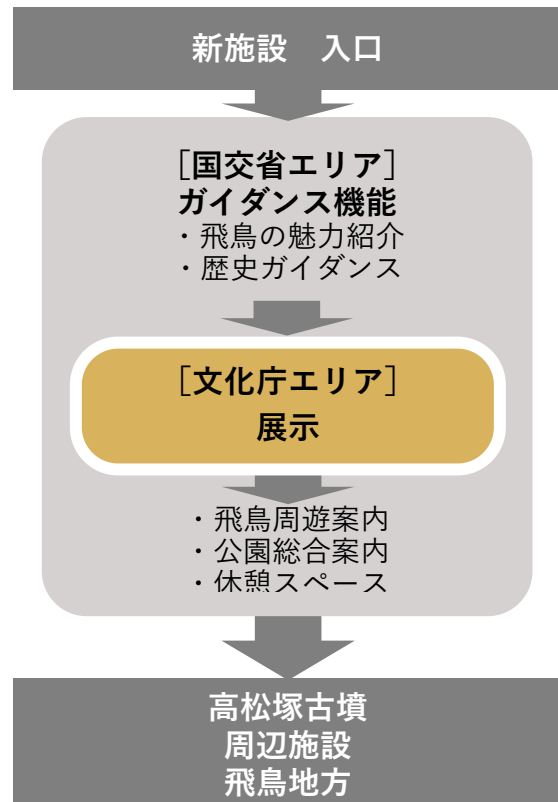 新施設　入口
［国交省エリア］
ガイダンス機能
・飛鳥の魅力紹介
・歴史ガイダンス
［文化庁エリア］
展示
・飛鳥周遊案内
・公園総合案内
・休憩スペース
高松塚古墳
周辺施設
飛鳥地方